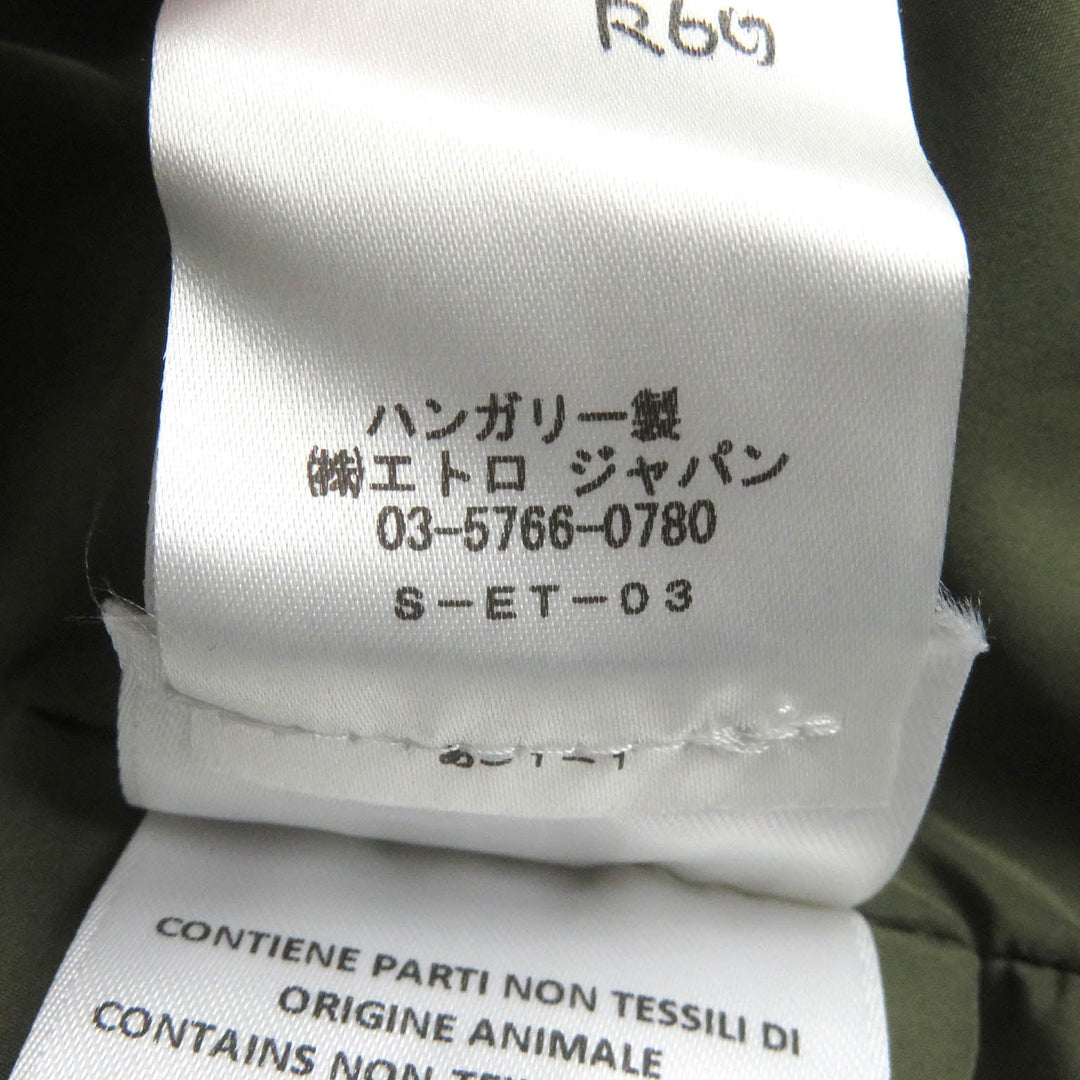 ハンガリー製
㈱エトロ ジャパン
03-5766-0780
S-ET-03
CONTIENE PARTI NON TESSILI DI
ORIGINE ANIMALE
CONTAINS